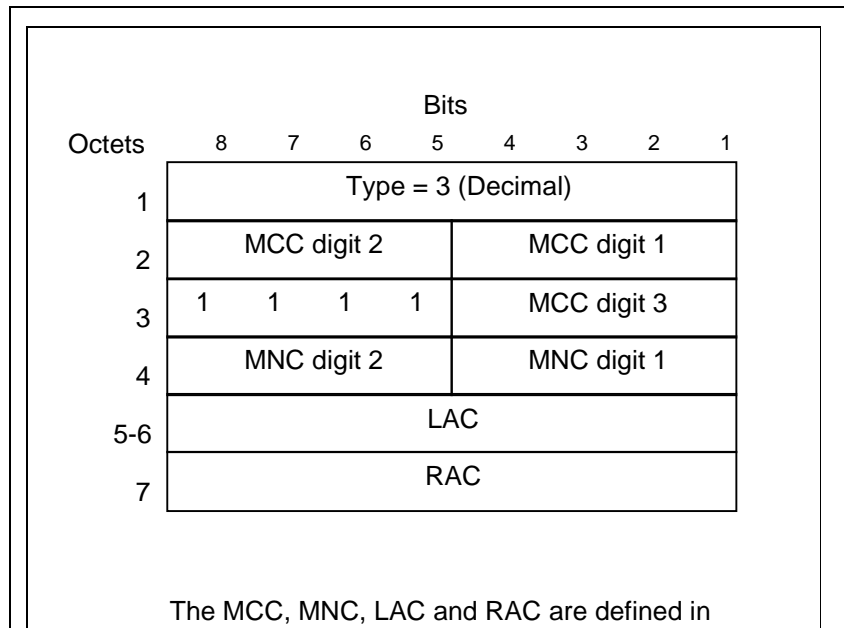 Bits
Octets 8 7 6 5 4 3 2 1
1 Type = 3 (Decimal)
2 MCC digit 2 MCC digit 1
3 1 1 1 1 MCC digit 3
4 MNC digit 2 MNC digit 1
5-6 LAC
7 RAC
The MCC, MNC, LAC and RAC are defined in